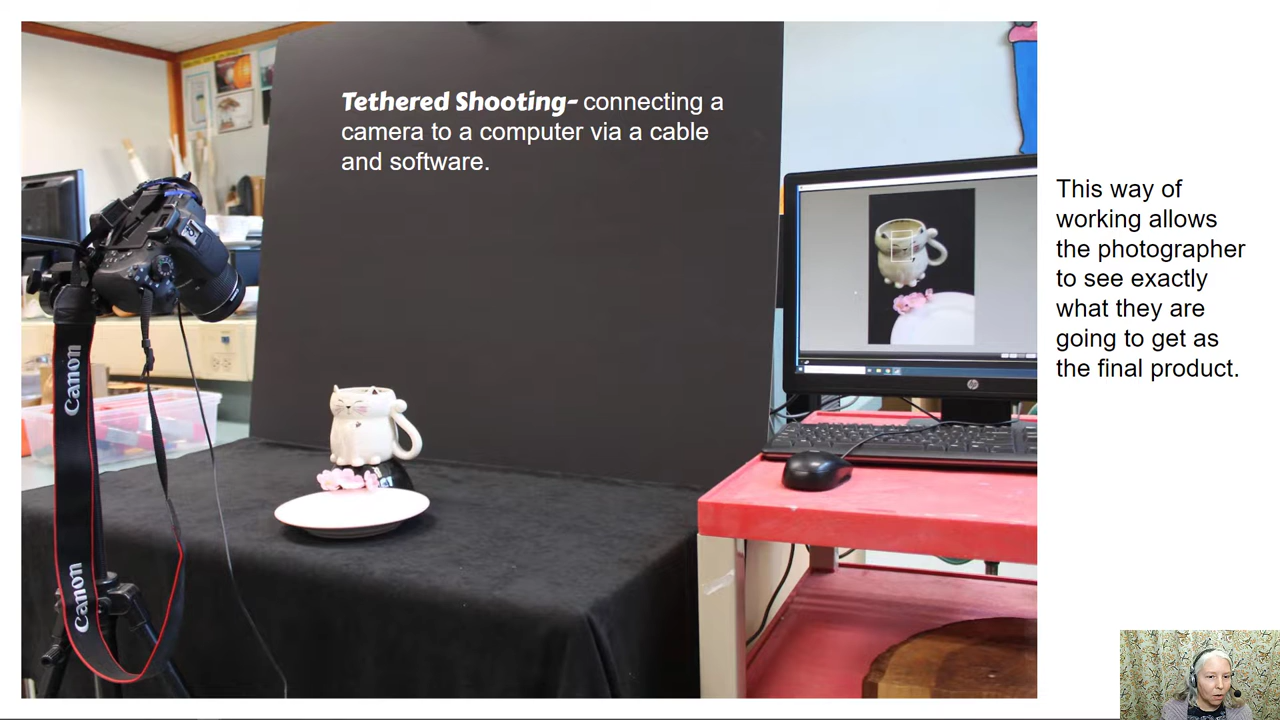 Tethered Shooting- connecting a
camera to a computer via a cable
and software.
This way of
working allows
the photographer
to see exactly
what they are
going to get as
the final product.
Canon
Canon
hp